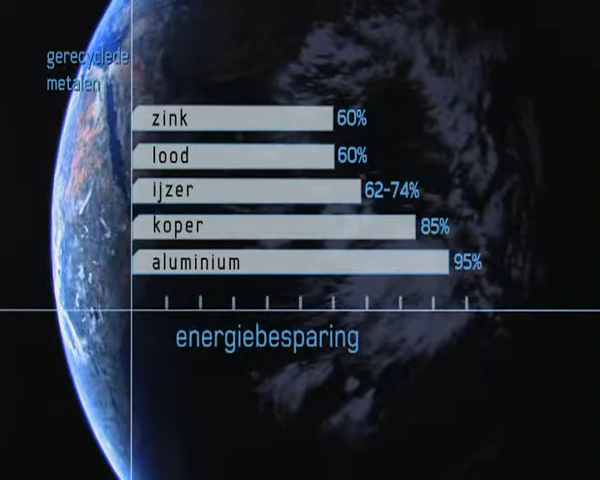 gerecyclede
metalen
zink 60%
lood 60%
ijzer 62-74%
koper 85%
aluminium 95%
energiebesparing